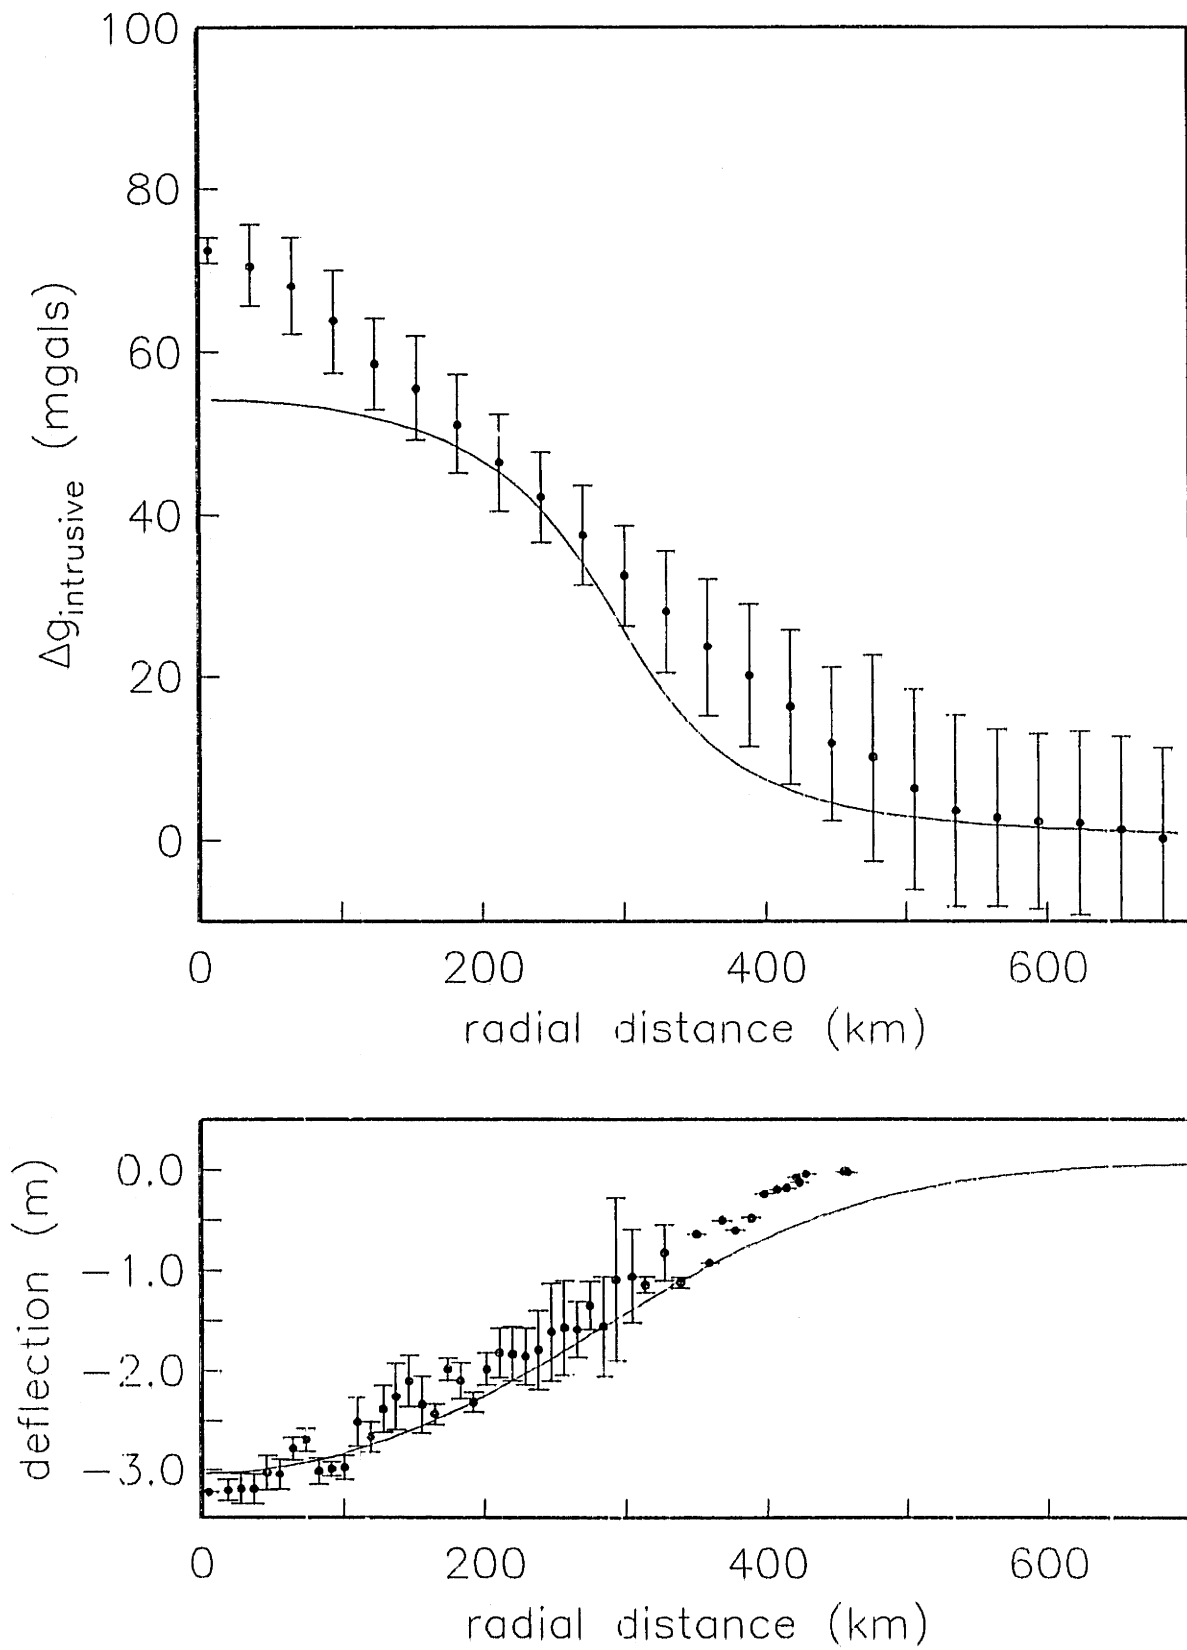 100
80
60
40
20
0
Δgintrusive (mgals)
0 200 400 600
radial distance (km)
0.0
−1.0
−2.0
−3.0
deflection (m)
0 200 400 600
radial distance (km)